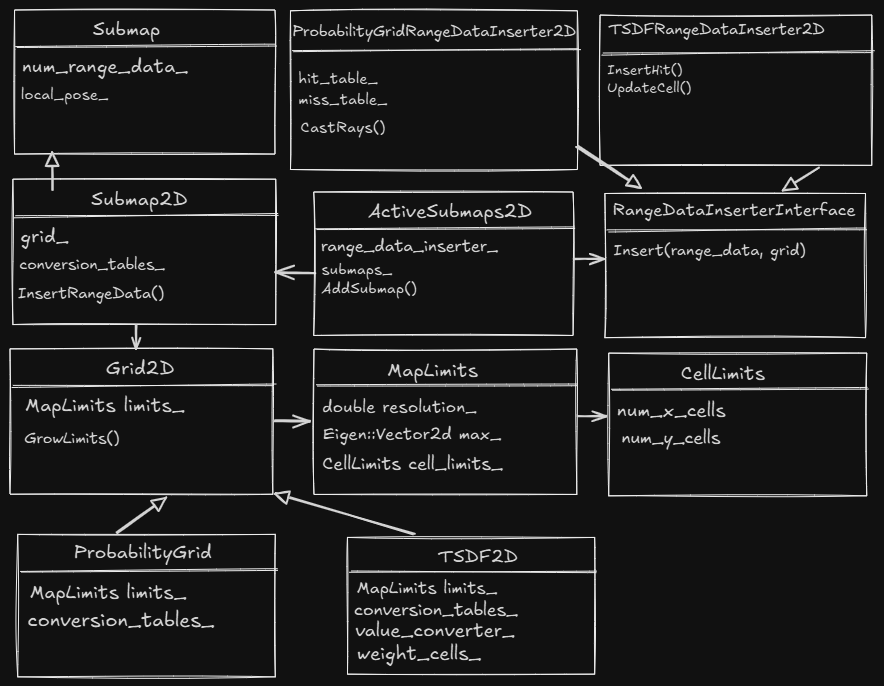 Submap
num_range_data_
local_pose_
ProbabilityGridRangeDataInserter2D
hit_table_
miss_table_
CastRays()
TSDFRangeDataInserter2D
InsertHit()
UpdateCell()
Submap2D
grid_
conversion_tables_
InsertRangeData()
ActiveSubmaps2D
range_data_inserter_
submaps_
AddSubmap()
RangeDataInserterInterface
Insert(range_data, grid)
Grid2D
MapLimits limits_
GrowLimits()
MapLimits
double resolution_
Eigen::Vector2d max_
CellLimits cell_limits_
CellLimits
num_x_cells
num_y_cells
ProbabilityGrid
MapLimits limits_
conversion_tables_
TSDF2D
MapLimits limits_
conversion_tables_
value_converter_
weight_cells_